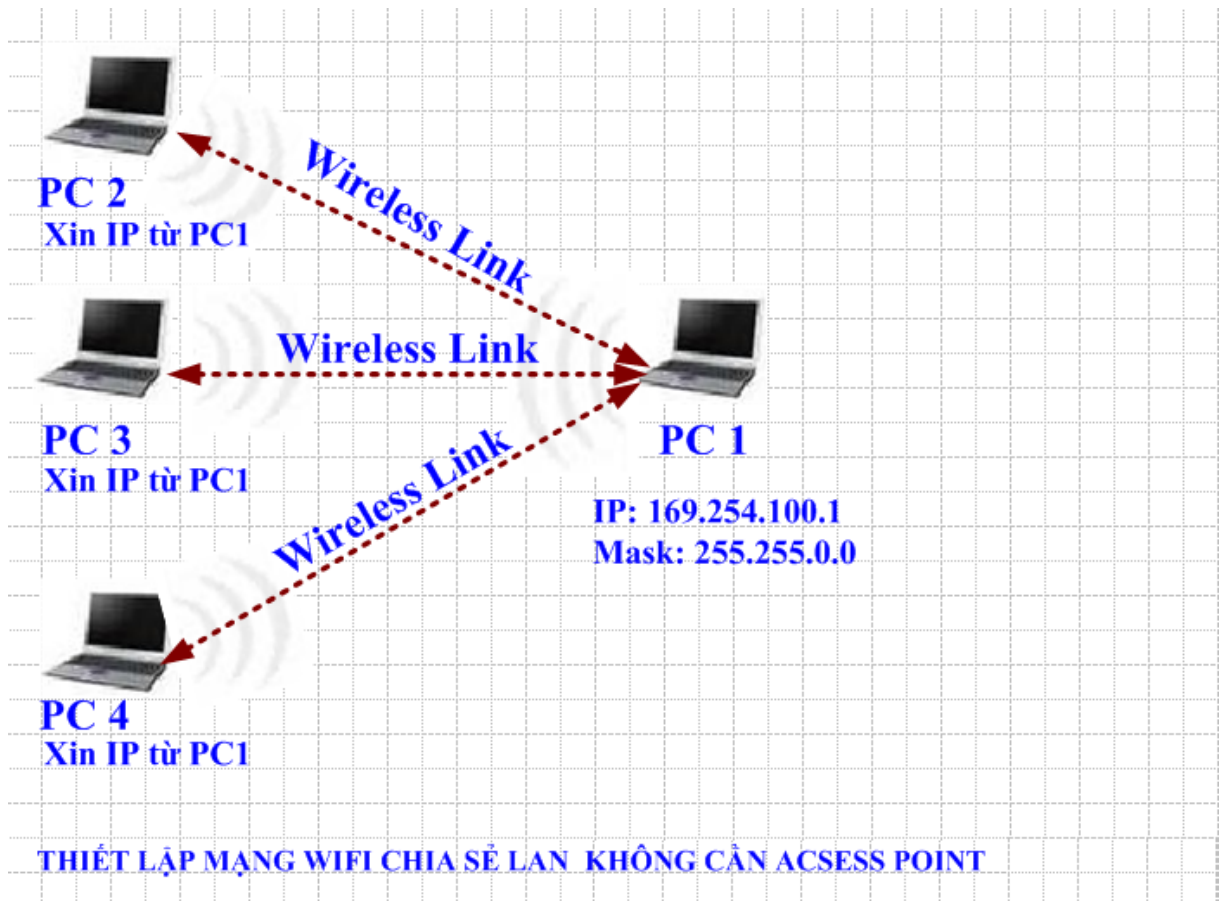 PC 2
Xin IP từ PC1
Wireless Link
PC 3
Xin IP từ PC1
Wireless Link
PC 1
IP: 169.254.100.1
Mask: 255.255.0.0
Wireless Link
PC 4
Xin IP từ PC1
THIẾT LẬP MẠNG WIFI CHIA SẺ LAN KHÔNG CẦN ACSESS POINT